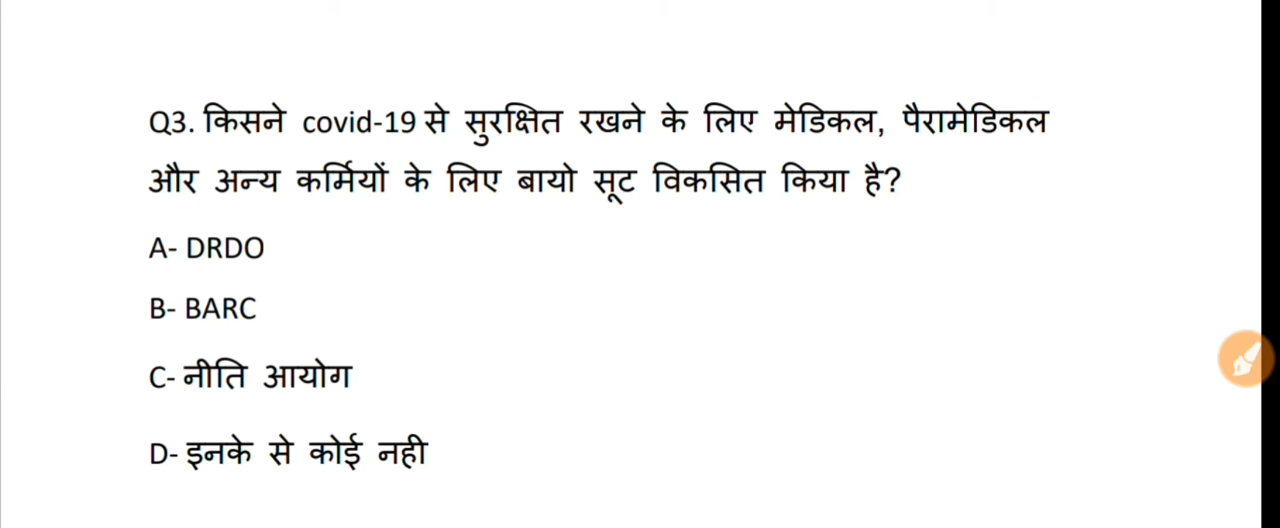 Q3. किसने covid-19 से सुरक्षित रखने के लिए मेडिकल, पैरामेडिकल
और अन्य कर्मियों के लिए बायो सूट विकसित किया है?
A- DRDO
B- BARC
C- नीति आयोग
D- इनके से कोई नही